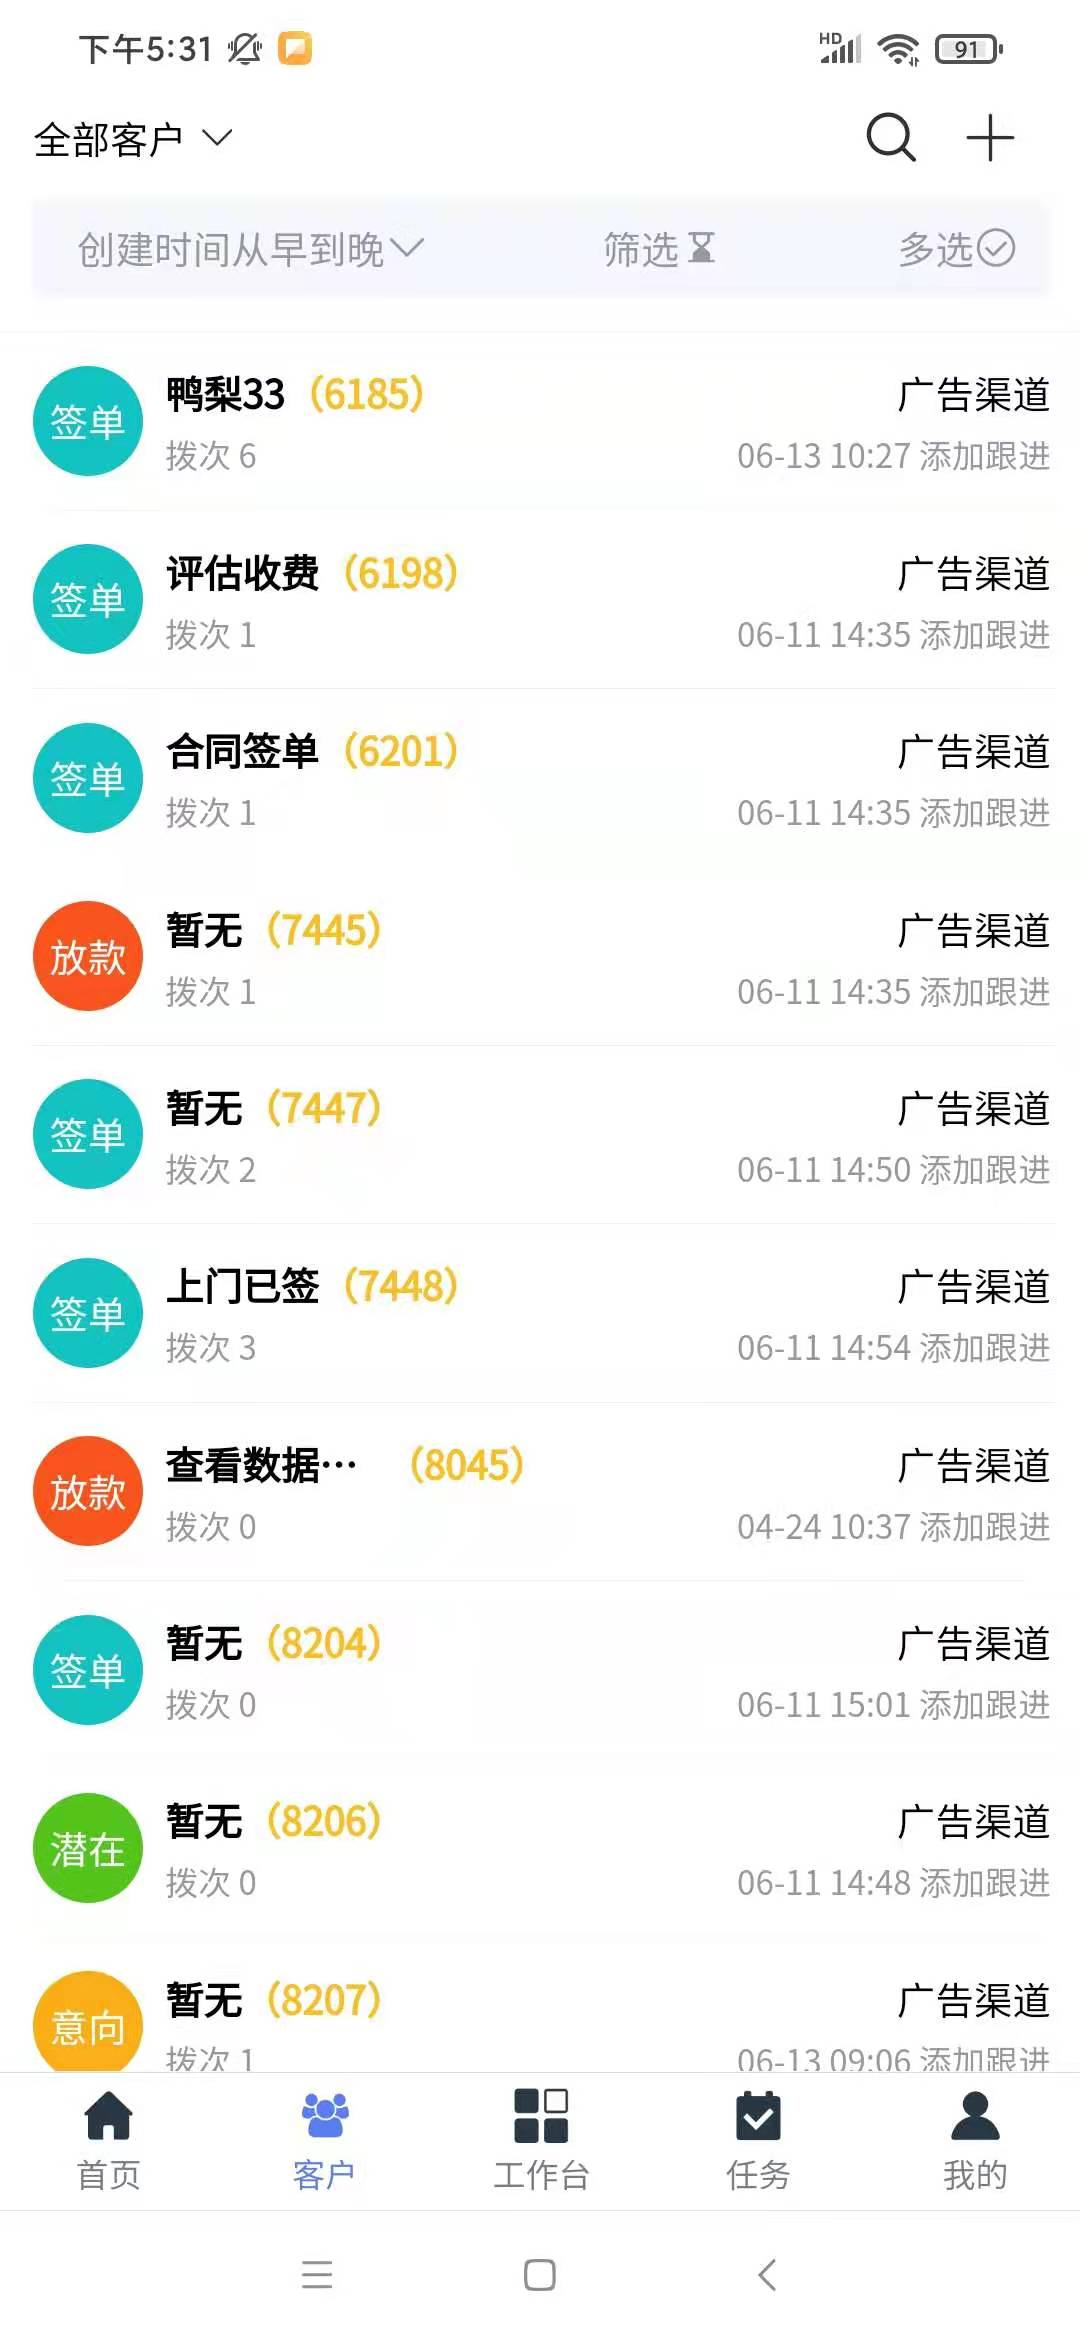 下午5:31 HD 91
全部客户
创建时间从早到晚 筛选 多选
签单 鸭梨33（6185） 广告渠道
拨次 6 06-13 10:27 添加跟进
签单 评估收费（6198） 广告渠道
拨次 1 06-11 14:35 添加跟进
签单 合同签单（6201） 广告渠道
拨次 1 06-11 14:35 添加跟进
放款 暂无（7445） 广告渠道
拨次 1 06-11 14:35 添加跟进
签单 暂无（7447） 广告渠道
拨次 2 06-11 14:50 添加跟进
签单 上门已签（7448） 广告渠道
拨次 3 06-11 14:54 添加跟进
放款 查看数据… （8045） 广告渠道
拨次 0 04-24 10:37 添加跟进
签单 暂无（8204） 广告渠道
拨次 0 06-11 15:01 添加跟进
潜在 暂无（8206） 广告渠道
拨次 0 06-11 14:48 添加跟进
意向 暂无（8207） 广告渠道
拨次 1 06-13 09:06 添加跟进
首页 客户 工作台 任务 我的